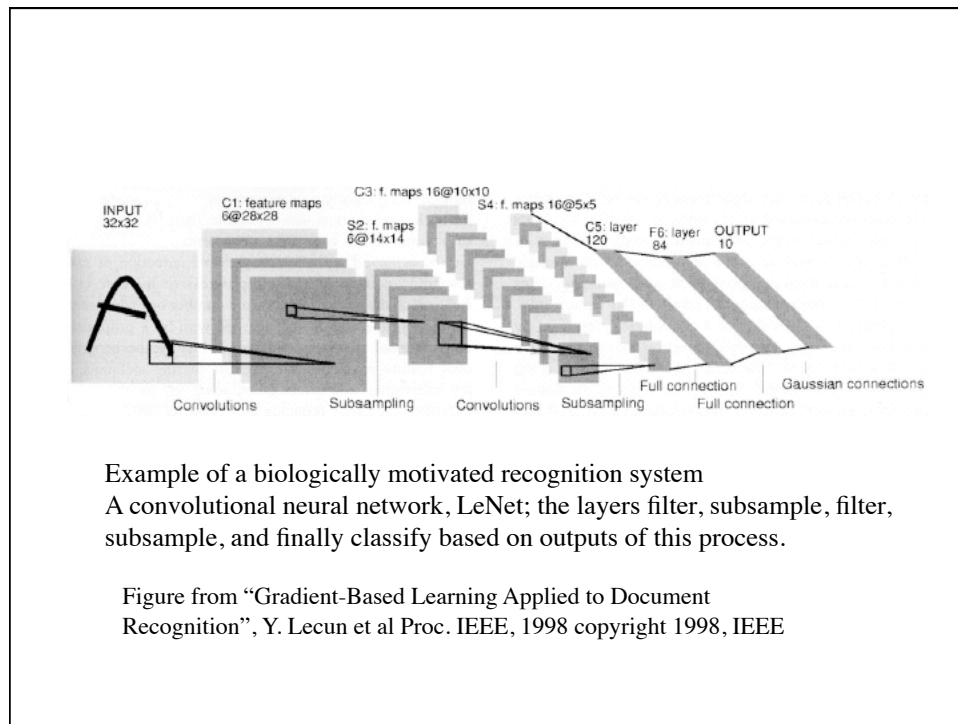 INPUT
32x32
C1: feature maps
6@28x28
S2: f. maps
6@14x14
C3: f. maps 16@10x10
S4: f. maps 16@5x5
C5: layer
120
F6: layer
84
OUTPUT
10
Convolutions
Subsampling
Convolutions
Subsampling
Full connection
Full connection
Gaussian connections
Example of a biologically motivated recognition system
A convolutional neural network, LeNet; the layers filter, subsample, filter,
subsample, and finally classify based on outputs of this process.
Figure from “Gradient-Based Learning Applied to Document
Recognition”, Y. Lecun et al Proc. IEEE, 1998 copyright 1998, IEEE